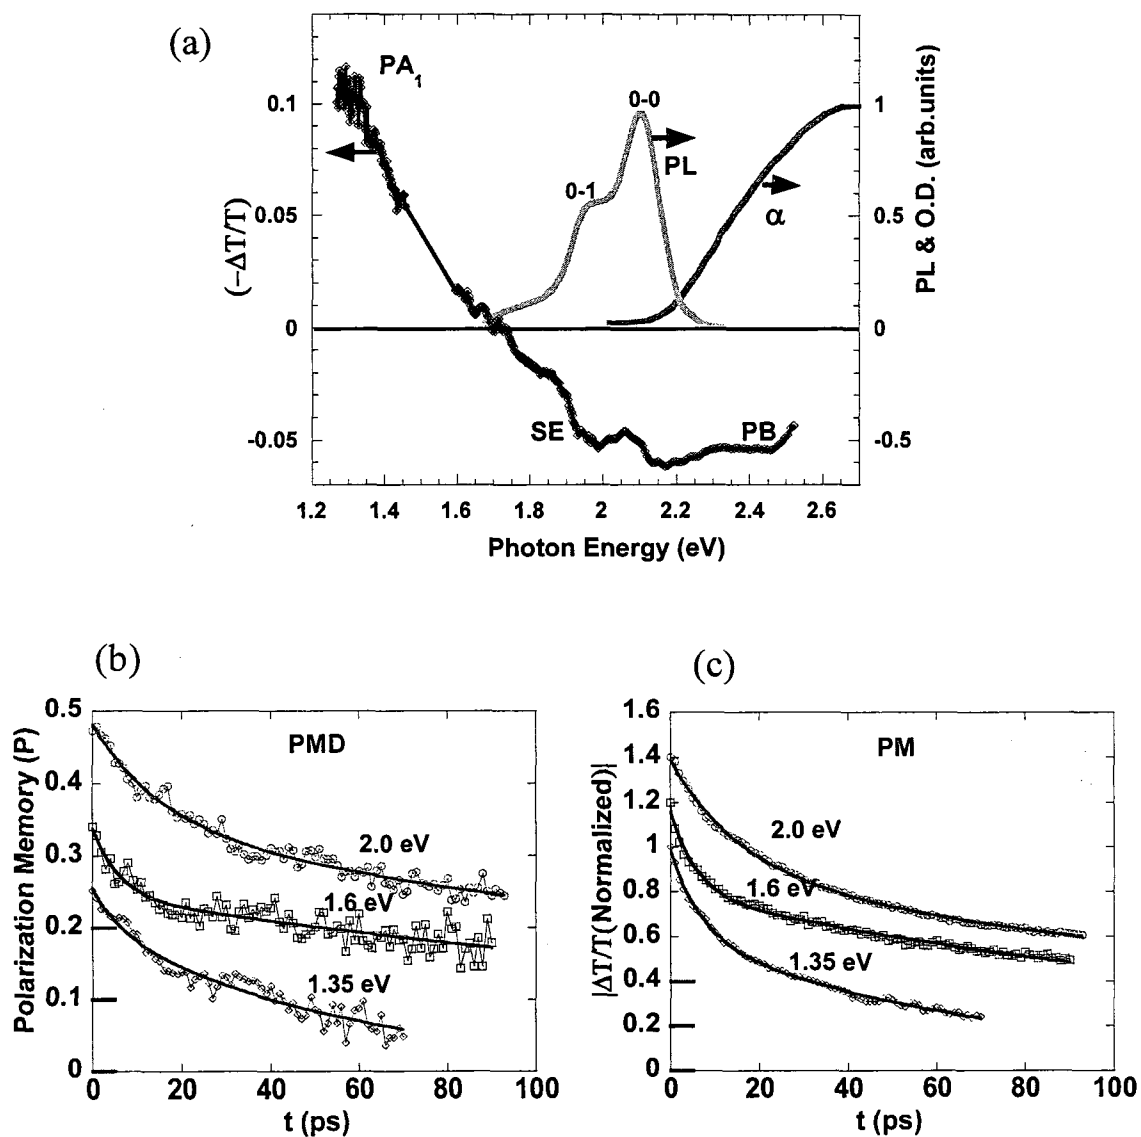 (a)
PA1
0-0
0-1
PL
α
SE
PB
0.1
0.05
0
-0.05
(−ΔT/T)
1
0.5
0
-0.5
PL & O.D. (arb.units)
1.2 1.4 1.6 1.8 2 2.2 2.4 2.6
Photon Energy (eV)
(b)
PMD
0.5
0.4
0.3
0.2
0.1
0
Polarization Memory (P)
2.0 eV
1.6 eV
1.35 eV
0 20 40 60 80 100
t (ps)
(c)
PM
1.6
1.4
1.2
1
0.8
0.6
0.4
0.2
0
|ΔT/T(Normalized)|
2.0 eV
1.6 eV
1.35 eV
0 20 40 60 80 100
t (ps)